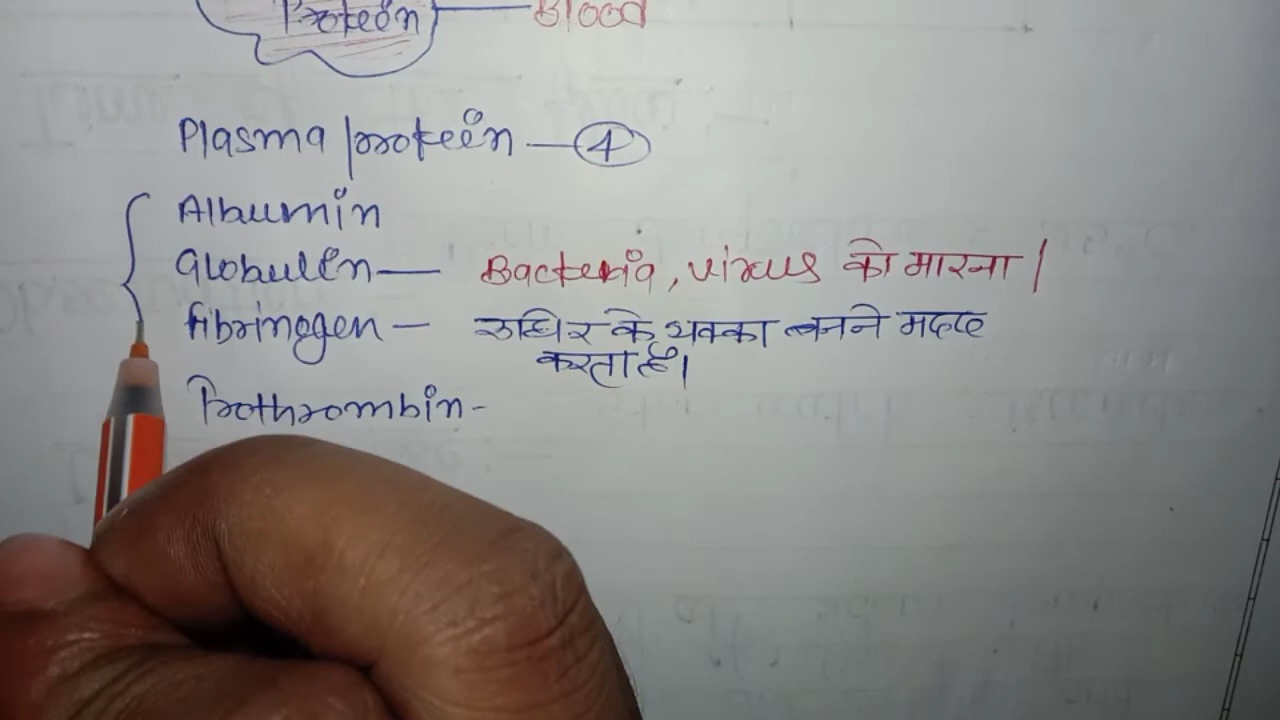 Protein — Blood
Plasma protein — 4
Albumin
Globulin — Bacteria, virus को मारना।
fibrinogen — रुधिर के थक्का बनने मदद
करता है।
Prothrombin -